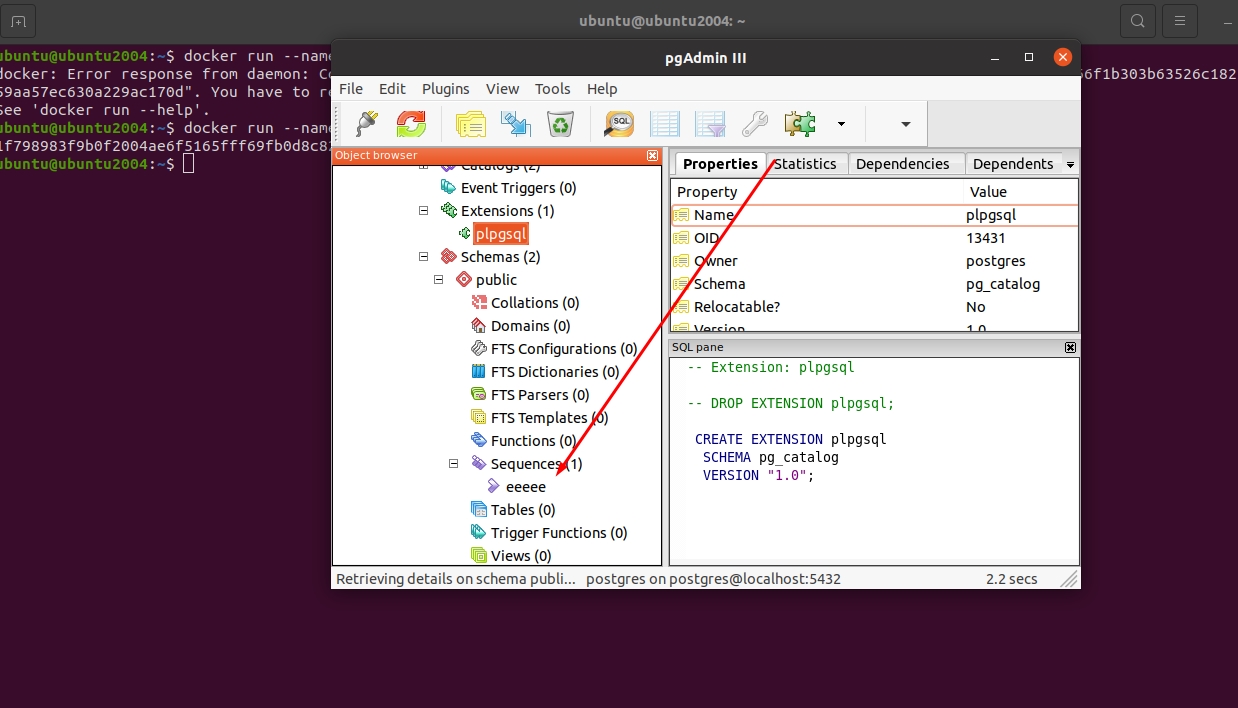 ubuntu@ubuntu2004: ~
ubuntu@ubuntu2004:~$ docker run --name
docker: Error response from daemon: Co
6f1b303b63526c182
59aa57ec630a229ac170d". You have to re
See 'docker run --help'.
ubuntu@ubuntu2004:~$ docker run --name
1f798983f9b0f2004ae6f5165fff69fb0d8c82
ubuntu@ubuntu2004:~$
pgAdmin III
File Edit Plugins View Tools Help
SQL
Object browser
Catalogs (2)
Event Triggers (0)
Extensions (1)
plpgsql
Schemas (2)
public
Collations (0)
Domains (0)
FTS Configurations (0)
FTS Dictionaries (0)
FTS Parsers (0)
FTS Templates (0)
Functions (0)
Sequences (1)
eeeee
Tables (0)
Trigger Functions (0)
Views (0)
Properties Statistics Dependencies Dependents
Property Value
Name plpgsql
OID 13431
Owner postgres
Schema pg_catalog
Relocatable? No
Version 1.0
SQL pane
-- Extension: plpgsql
-- DROP EXTENSION plpgsql;
CREATE EXTENSION plpgsql
SCHEMA pg_catalog
VERSION "1.0";
Retrieving details on schema publi... postgres on postgres@localhost:5432 2.2 secs